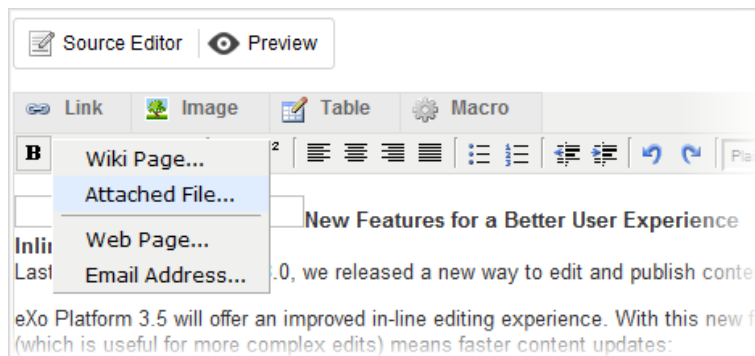 Source Editor Preview
Link Image Table Macro
B 2
Wiki Page...
Attached File...
Web Page...
Email Address...
New Features for a Better User Experience
Last .0, we released a new way to edit and publish conte
eXo Platform 3.5 will offer an improved in-line editing experience. With this new f
(which is useful for more complex edits) means faster content updates: